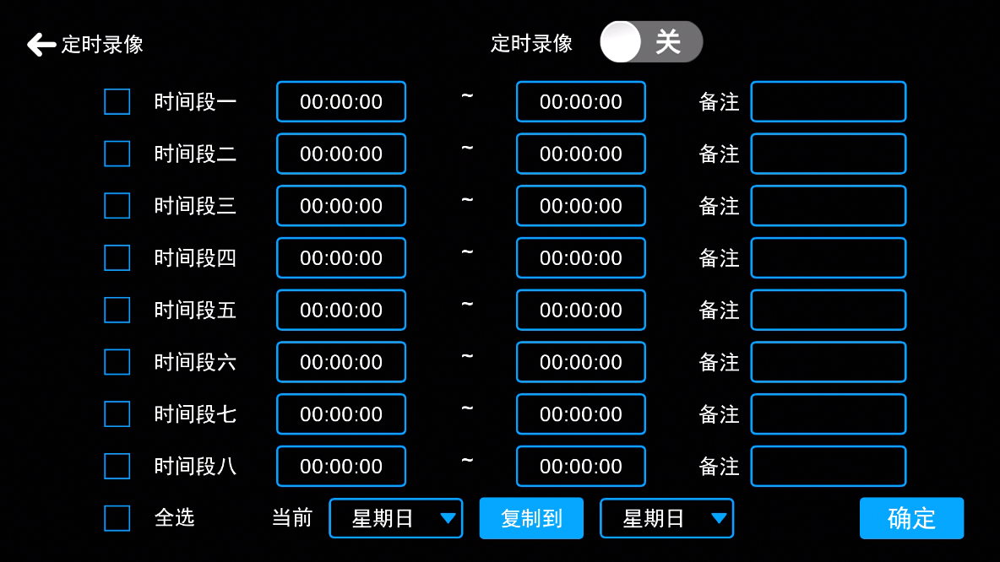 定时录像 定时录像 关
时间段一 00:00:00 ~ 00:00:00 备注
时间段二 00:00:00 ~ 00:00:00 备注
时间段三 00:00:00 ~ 00:00:00 备注
时间段四 00:00:00 ~ 00:00:00 备注
时间段五 00:00:00 ~ 00:00:00 备注
时间段六 00:00:00 ~ 00:00:00 备注
时间段七 00:00:00 ~ 00:00:00 备注
时间段八 00:00:00 ~ 00:00:00 备注
全选 当前 星期日 复制到 星期日 确定